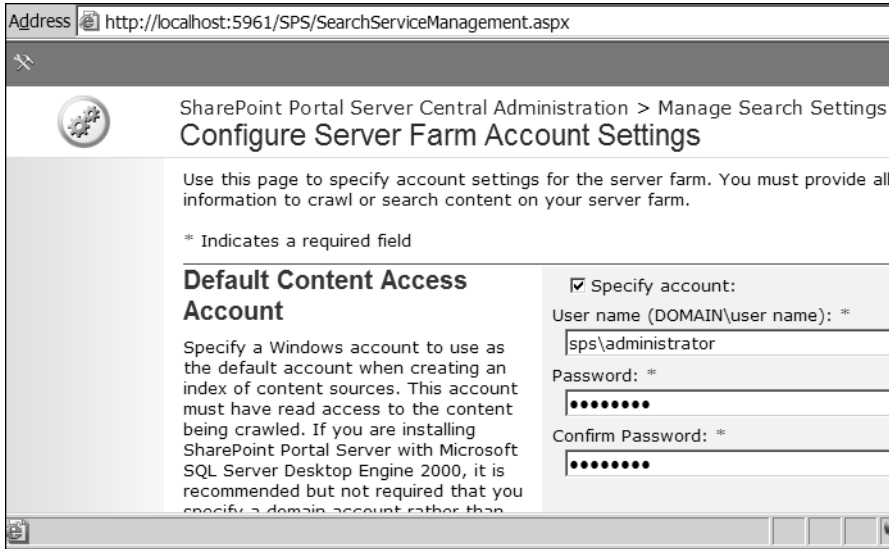 Address http://localhost:5961/SPS/SearchServiceManagement.aspx
SharePoint Portal Server Central Administration > Manage Search Settings
Configure Server Farm Account Settings
Use this page to specify account settings for the server farm. You must provide all
information to crawl or search content on your server farm.
* Indicates a required field
Default Content Access
Account
Specify a Windows account to use as
the default account when creating an
index of content sources. This account
must have read access to the content
being crawled. If you are installing
SharePoint Portal Server with Microsoft
SQL Server Desktop Engine 2000, it is
recommended but not required that you
specify a domain account rather than
Specify account:
User name (DOMAIN\user name): *
sps\administrator
Password: *
••••••••
Confirm Password: *
••••••••